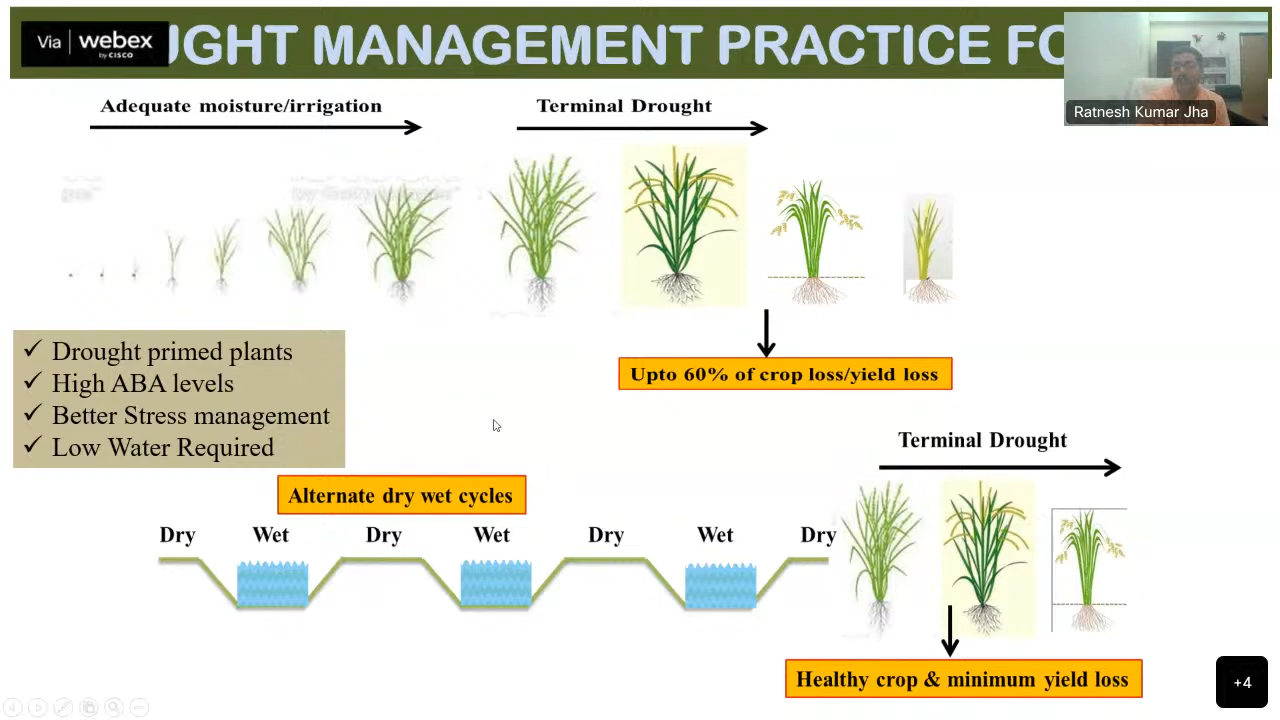 Via | webex
by CISCO
UGHT MANAGEMENT PRACTICE FO
Ratnesh Kumar Jha
Adequate moisture/irrigation
Terminal Drought
Upto 60% of crop loss/yield loss
✓ Drought primed plants
✓ High ABA levels
✓ Better Stress management
✓ Low Water Required
Terminal Drought
Alternate dry wet cycles
Dry Wet Dry Wet Dry Wet Dry
Healthy crop & minimum yield loss
+4